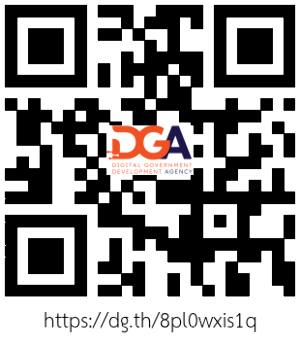 DGA
DIGITAL GOVERNMENT
DEVELOPMENT AGENCY
https://dg.th/8pl0wxis1q